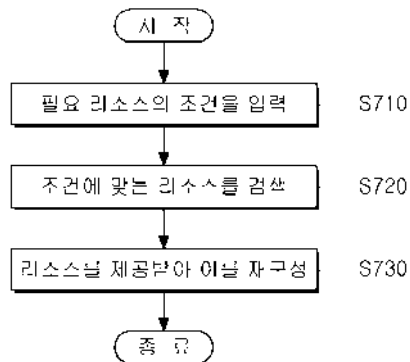 시 작
필요 리소스의 조건을 입력 S710
조건에 맞는 리소스를 검색 S720
리소스를 제공받아 이를 재구성 S730
종 료